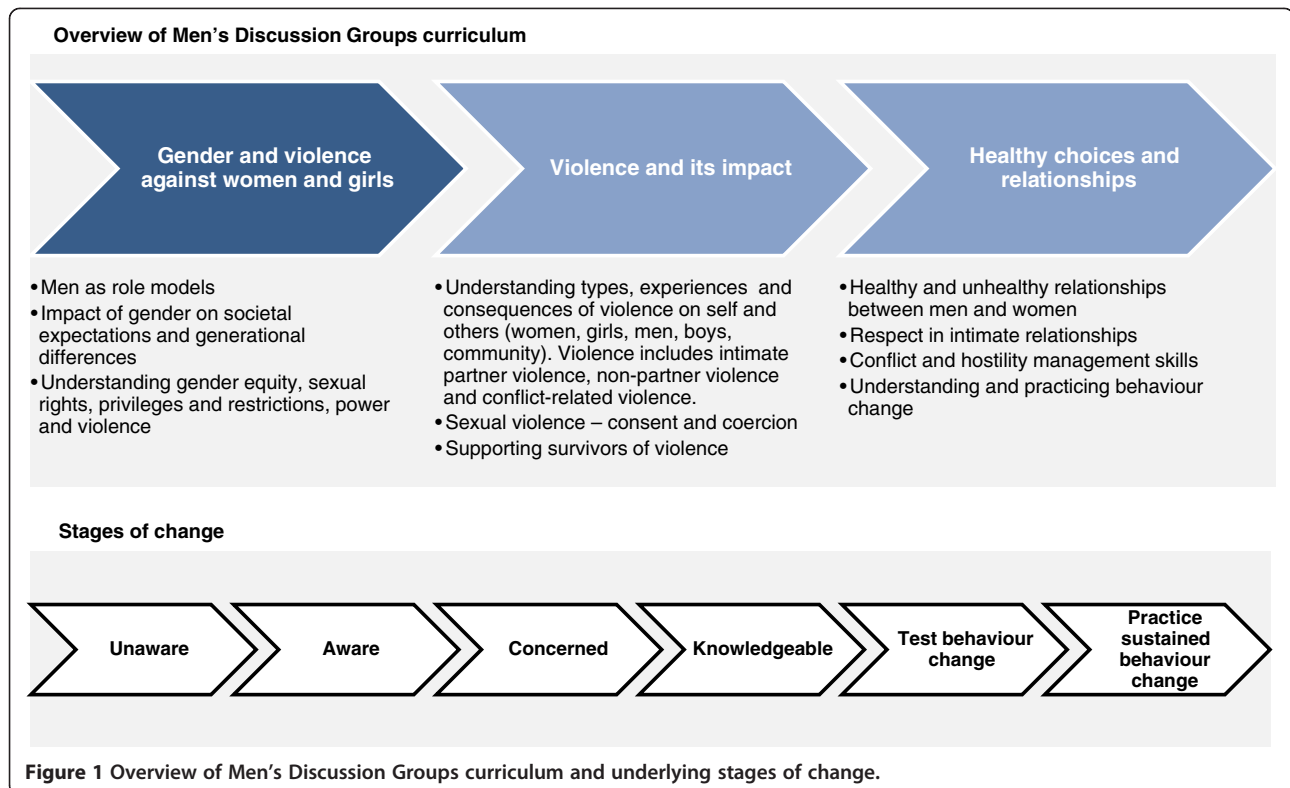 Overview of Men's Discussion Groups curriculum
Gender and violence
against women and girls
Violence and its impact
Healthy choices and
relationships
•Men as role models
•Impact of gender on societal
expectations and generational
differences
•Understanding gender equity, sexual
rights, privileges and restrictions, power
and violence
•Understanding types, experiences and
consequences of violence on self and
others (women, girls, men, boys,
community). Violence includes intimate
partner violence, non-partner violence
and conflict-related violence.
•Sexual violence – consent and coercion
•Supporting survivors of violence
•Healthy and unhealthy relationships
between men and women
•Respect in intimate relationships
•Conflict and hostility management skills
•Understanding and practicing behaviour
change
Stages of change
Unaware
Aware
Concerned
Knowledgeable
Test behaviour
change
Practice
sustained
behaviour
change
Figure 1 Overview of Men's Discussion Groups curriculum and underlying stages of change.